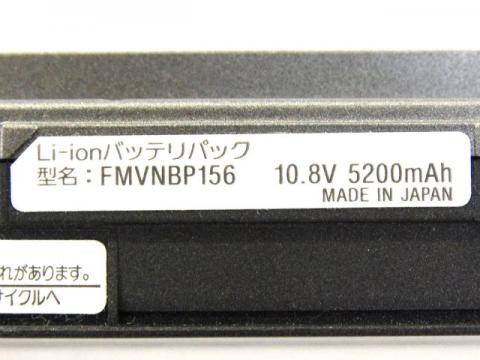 Li-ionバッテリパック
型名：FMVNBP156 10.8V 5200mAh
MADE IN JAPAN
れがあります。
サイクルへ